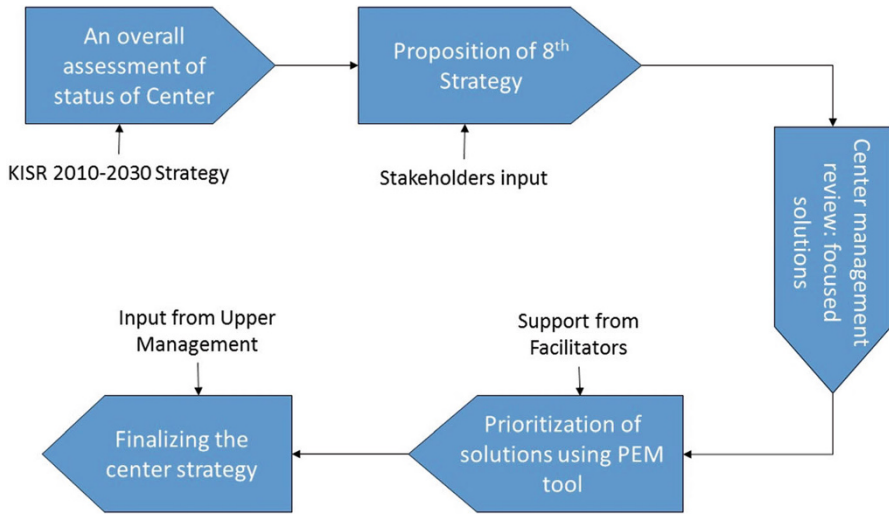 An overall
assessment of
status of Center
Proposition of 8th
Strategy
KISR 2010-2030 Strategy
Stakeholders input
Center management
review: focused
solutions
Support from
Facilitators
Prioritization of
solutions using PEM
tool
Input from Upper
Management
Finalizing the
center strategy